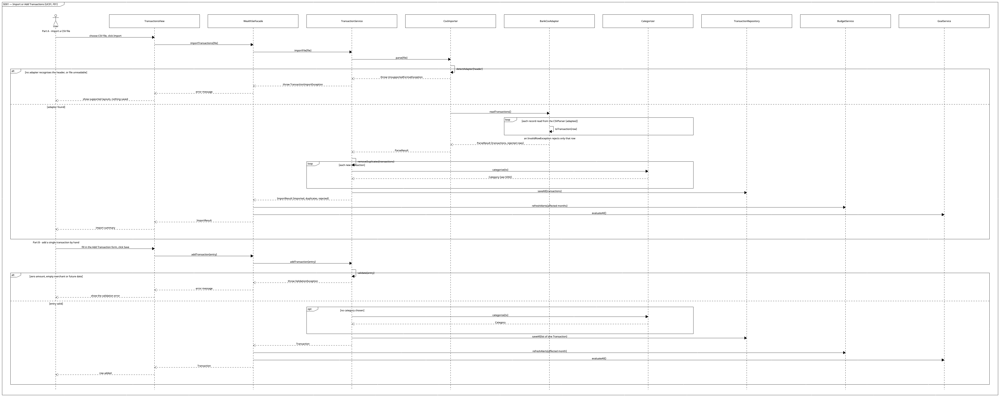 SD01 — Import or Add Transactions (UC01, F01)
User
TransactionsView
WealthSeiFacade
TransactionService
CsvImporter
BankCsvAdapter
Categorizer
TransactionRepository
BudgetService
GoalService
Part A - import a CSV file
choose CSV file, click Import
importTransactions(file)
importFile(file)
parse(file)
detectAdapter(header)
alt
[no adapter recognises the header, or file unreadable]
throw UnsupportedFormatException
throw TransactionImportException
error message
show supported layouts, nothing saved
[adapter found]
readTransactions()
loop
[each record read from the CSVParser (adaptee)]
toTransaction(row)
an InvalidRowException rejects only that row
ParseResult (transactions, rejected rows)
ParseResult
removeDuplicates(transactions)
loop
[each new transaction]
categorize(tx)
Category (see SD02)
saveAll(transactions)
ImportResult (imported, duplicates, rejected)
refreshAlerts(affected months)
evaluateAll()
ImportResult
import summary
Part B - add a single transaction by hand
fill in the Add Transaction form, click Save
addTransaction(entry)
addTransaction(entry)
validate(entry)
alt
[zero amount, empty merchant or future date]
throw ValidationException
error message
show the validation error
[entry valid]
opt
[no category chosen]
categorize(tx)
Category
saveAll(list of one Transaction)
Transaction
refreshAlerts(affected month)
evaluateAll()
Transaction
row added